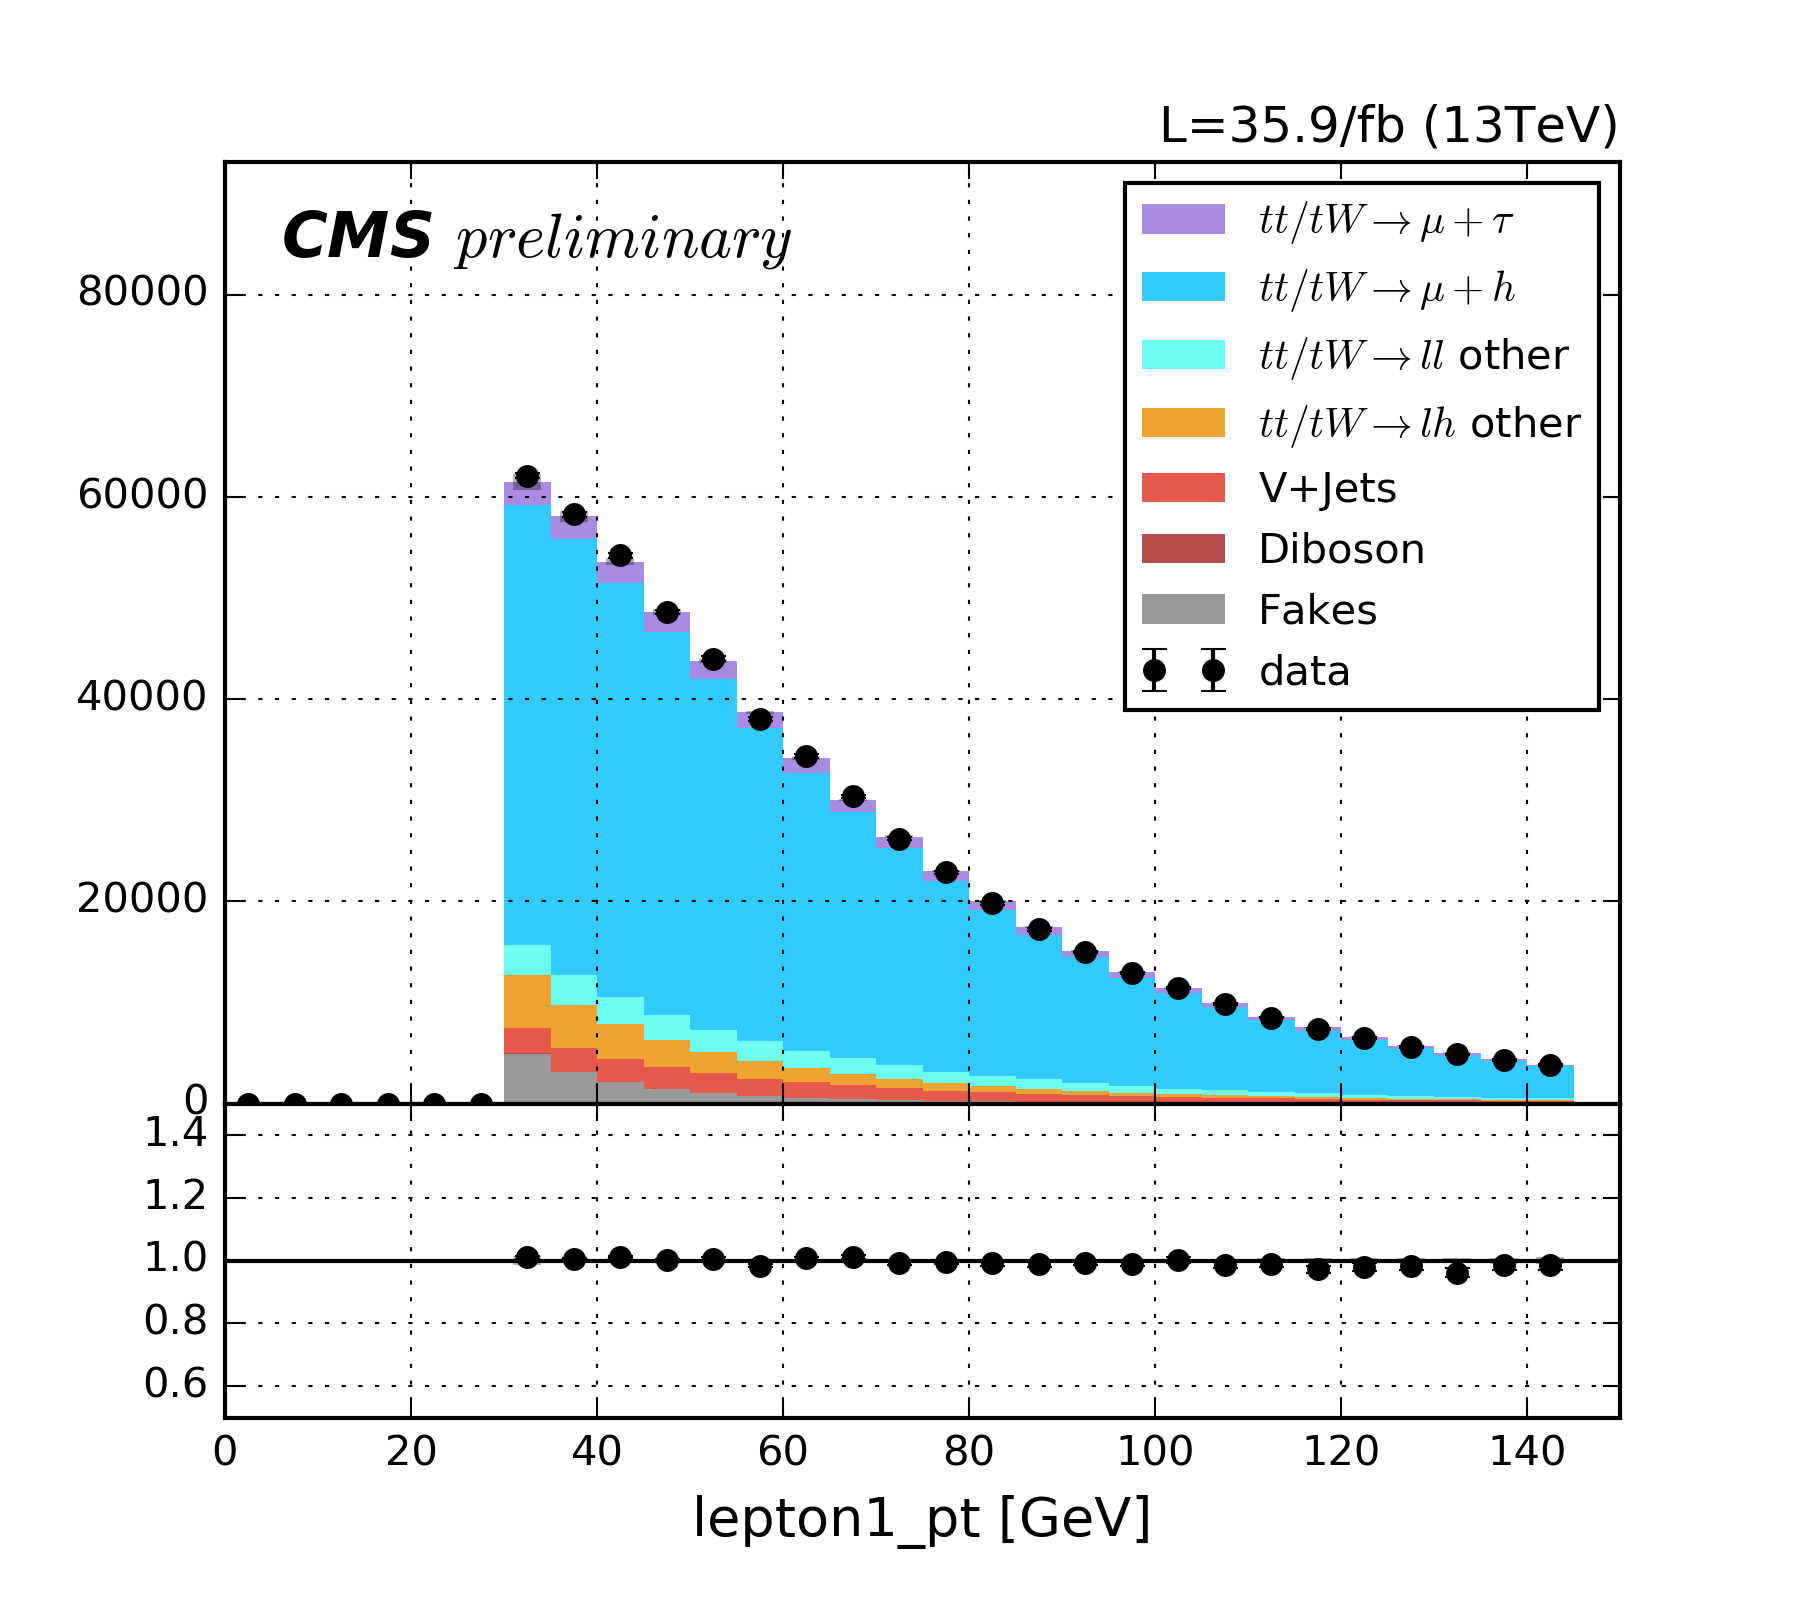 L=35.9/fb (13TeV)
CMS preliminary
tt/tW→μ+τ
tt/tW→μ+h
tt/tW→ll other
tt/tW→lh other
V+Jets
Diboson
Fakes
data
80000
60000
40000
20000
0
1.4
1.2
1.0
0.8
0.6
0 20 40 60 80 100 120 140
lepton1_pt [GeV]